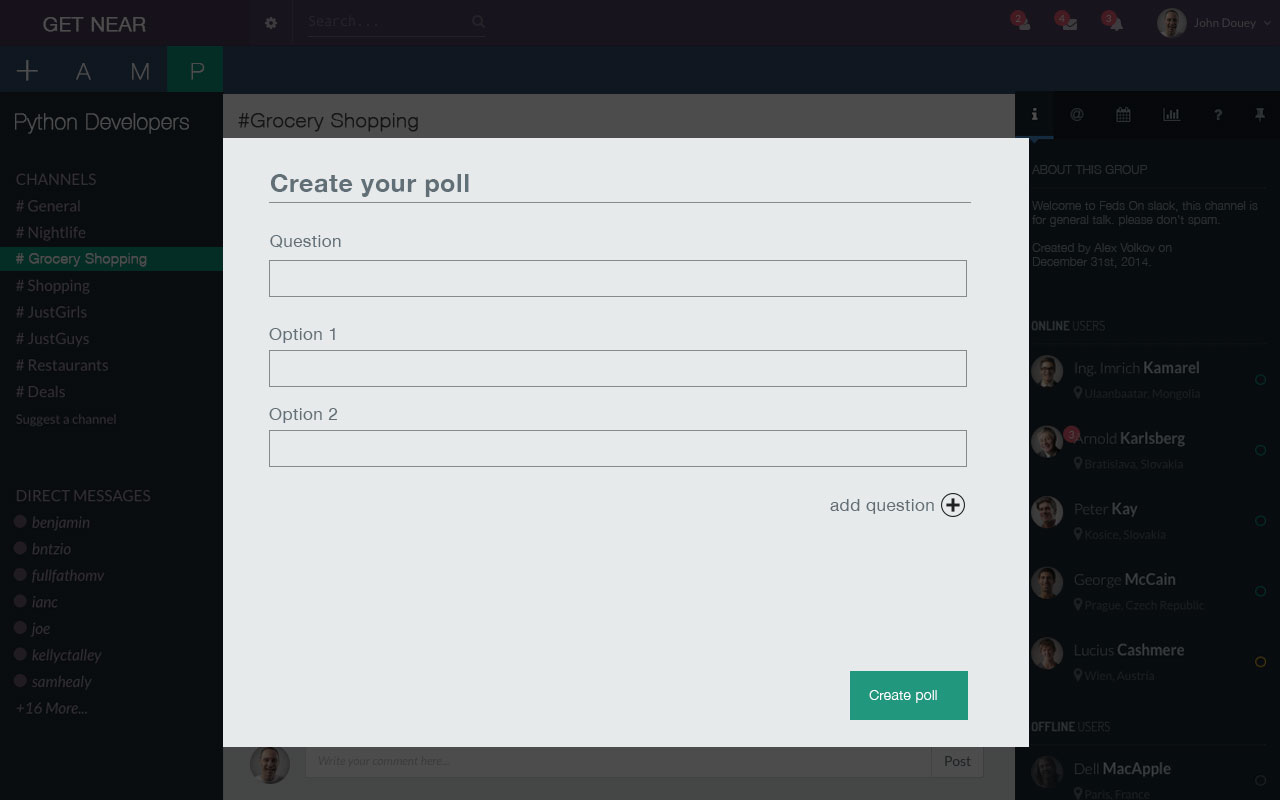 GET NEAR
Search...
2
4
3
John Douey
A M P
Python Developers
CHANNELS
# General
# Nightlife
# Grocery Shopping
# Shopping
# JustGirls
# JustGuys
# Restaurants
# Deals
Suggest a channel
DIRECT MESSAGES
benjamin
bntzio
fullfathomv
ianc
joe
kellyctalley
samhealy
+16 More...
#Grocery Shopping
Create your poll
Question
Option 1
Option 2
add question
Create poll
Write your comment here...
Post
i @ ?
ABOUT THIS GROUP
Welcome to Feds On slack, this channel is
for general talk. please don't spam.
Created by Alex Volkov on
December 31st, 2014.
ONLINE USERS
Ing. Imrich Kamarel
Ulaanbaatar, Mongolia
3
Arnold Karlsberg
Bratislava, Slovakia
Peter Kay
Kosice, Slovakia
George McCain
Prague, Czech Republic
Lucius Cashmere
Wien, Austria
OFFLINE USERS
Dell MacApple
Paris, France